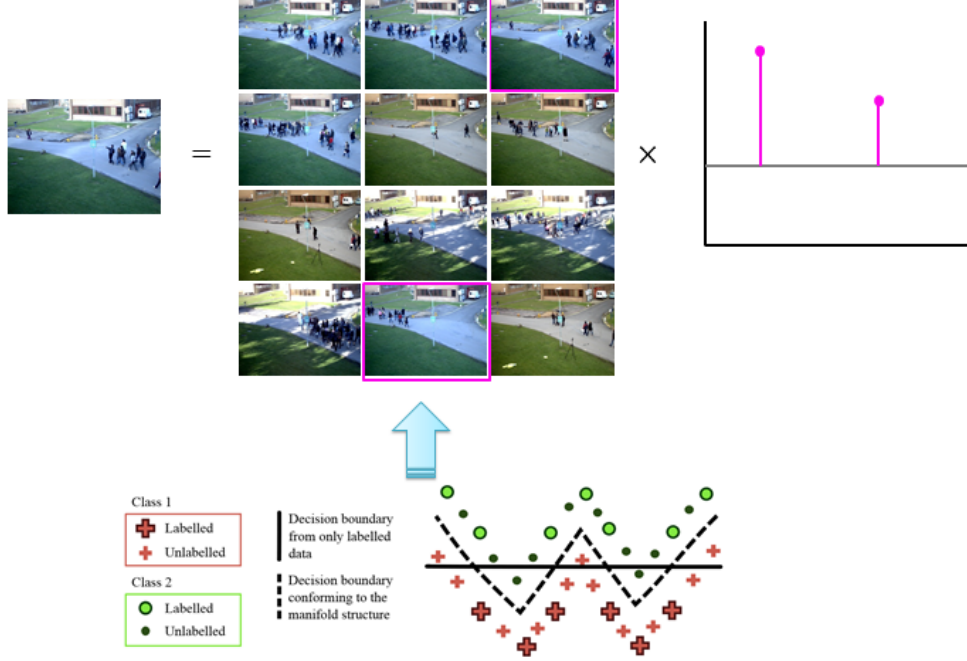 =
×
Class 1
Labelled
Unlabelled
Class 2
Labelled
Unlabelled
Decision boundary
from only labelled
data
Decision boundary
conforming to the
manifold structure